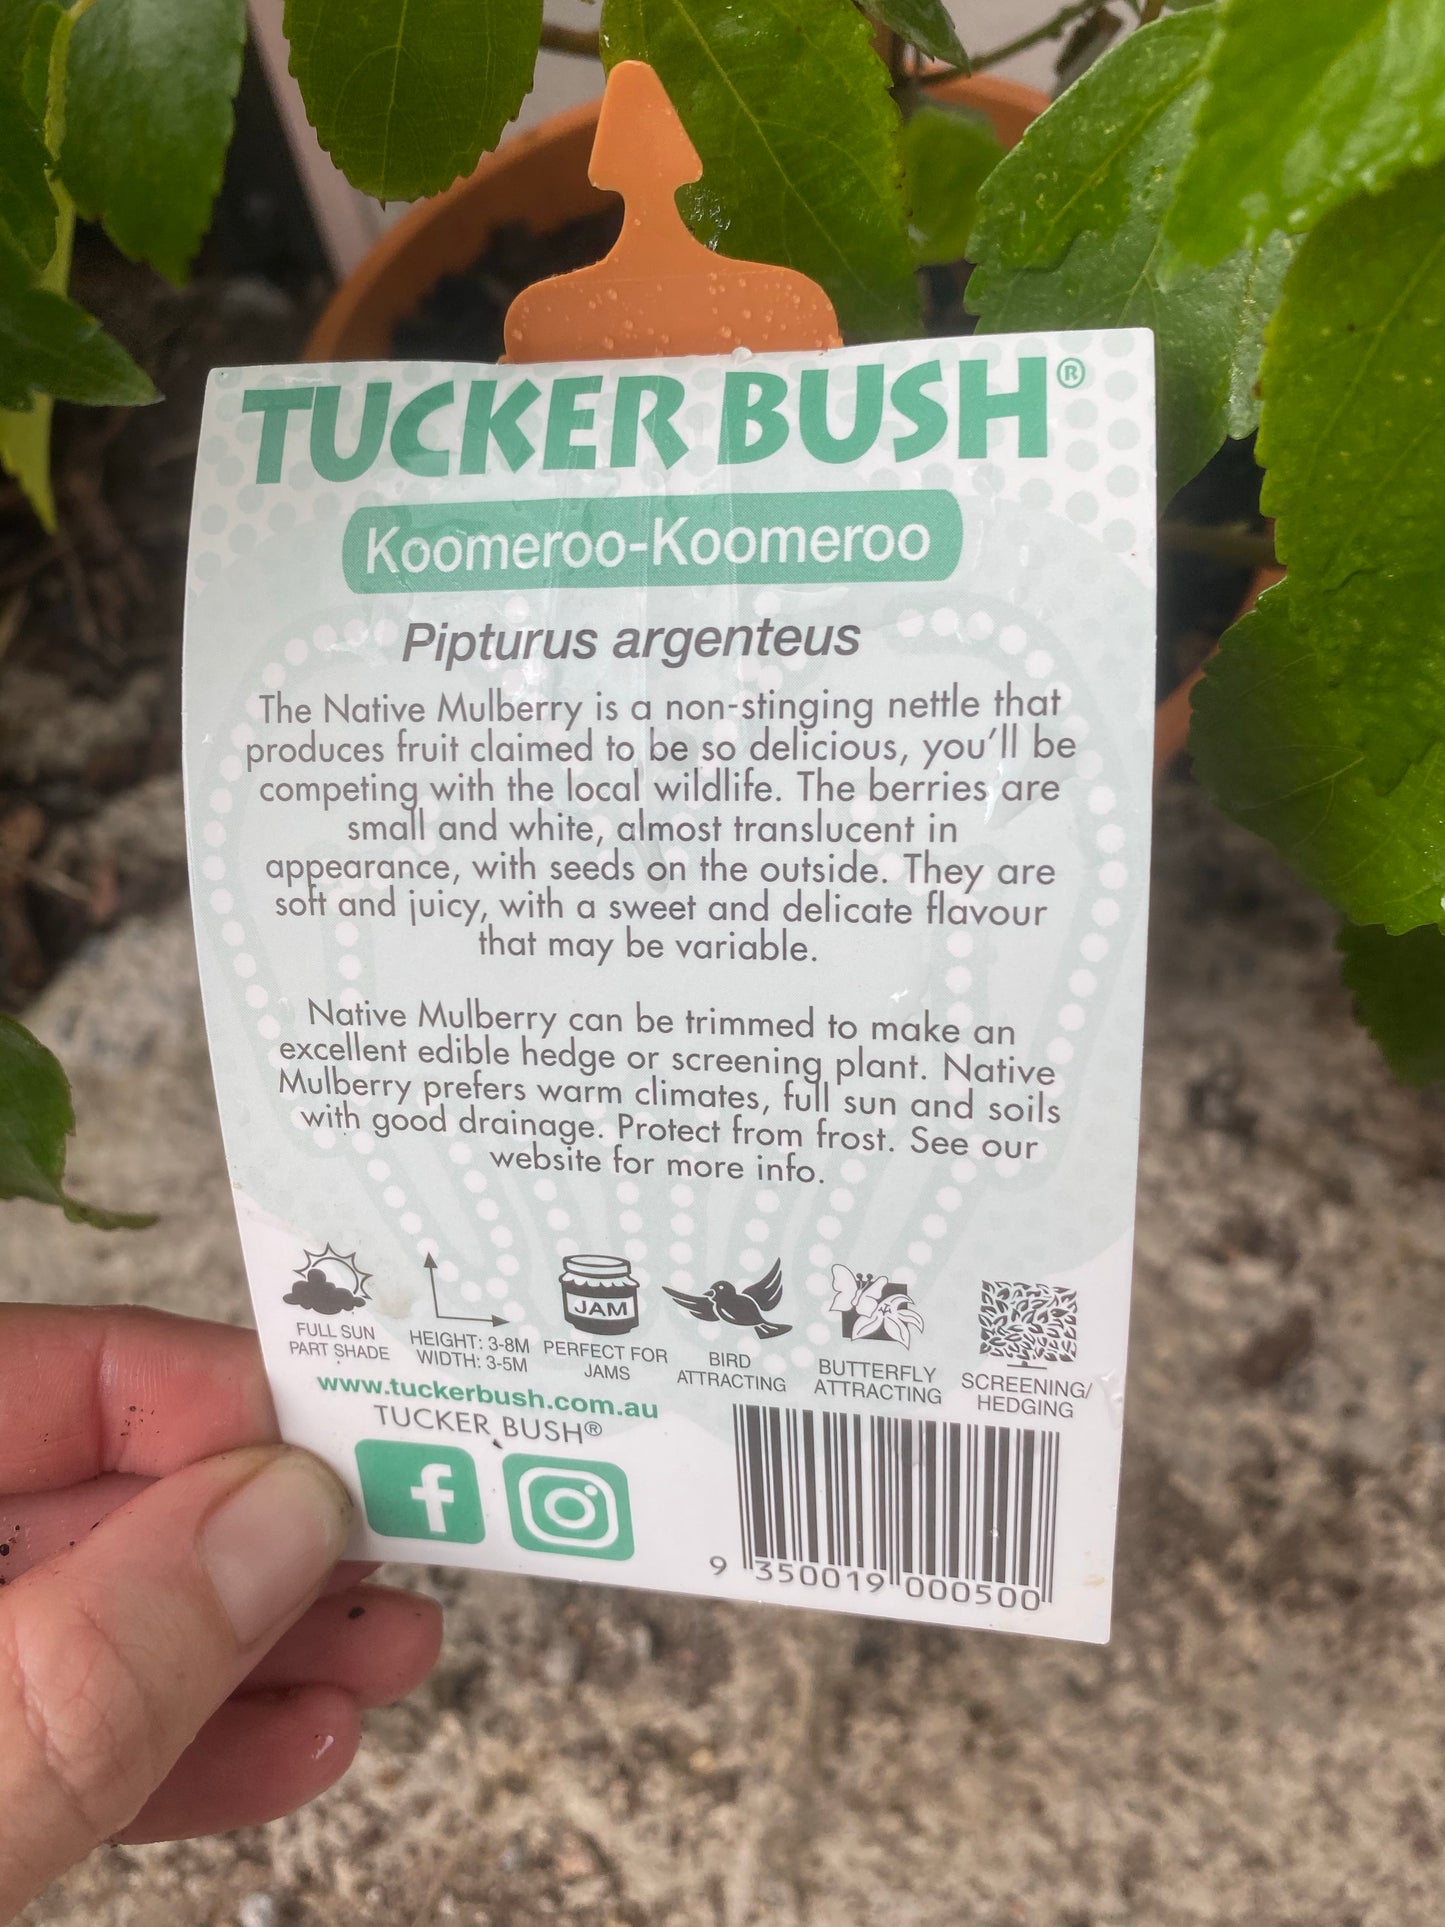 TUCKER BUSH®
Koomeroo-Koomeroo
Pipturus argenteus
The Native Mulberry is a non-stinging nettle that
produces fruit claimed to be so delicious, you'll be
competing with the local wildlife. The berries are
small and white, almost translucent in
appearance, with seeds on the outside. They are
soft and juicy, with a sweet and delicate flavour
that may be variable.
Native Mulberry can be trimmed to make an
excellent edible hedge or screening plant. Native
Mulberry prefers warm climates, full sun and soils
with good drainage. Protect from frost. See our
website for more info.
JAM
FULL SUN
PART SHADE
HEIGHT: 3-8M
WIDTH: 3-5M
PERFECT FOR
JAMS
BIRD
ATTRACTING
BUTTERFLY
ATTRACTING
SCREENING/
HEDGING
www.tuckerbush.com.au
TUCKER BUSH®
f
9 350019 000500